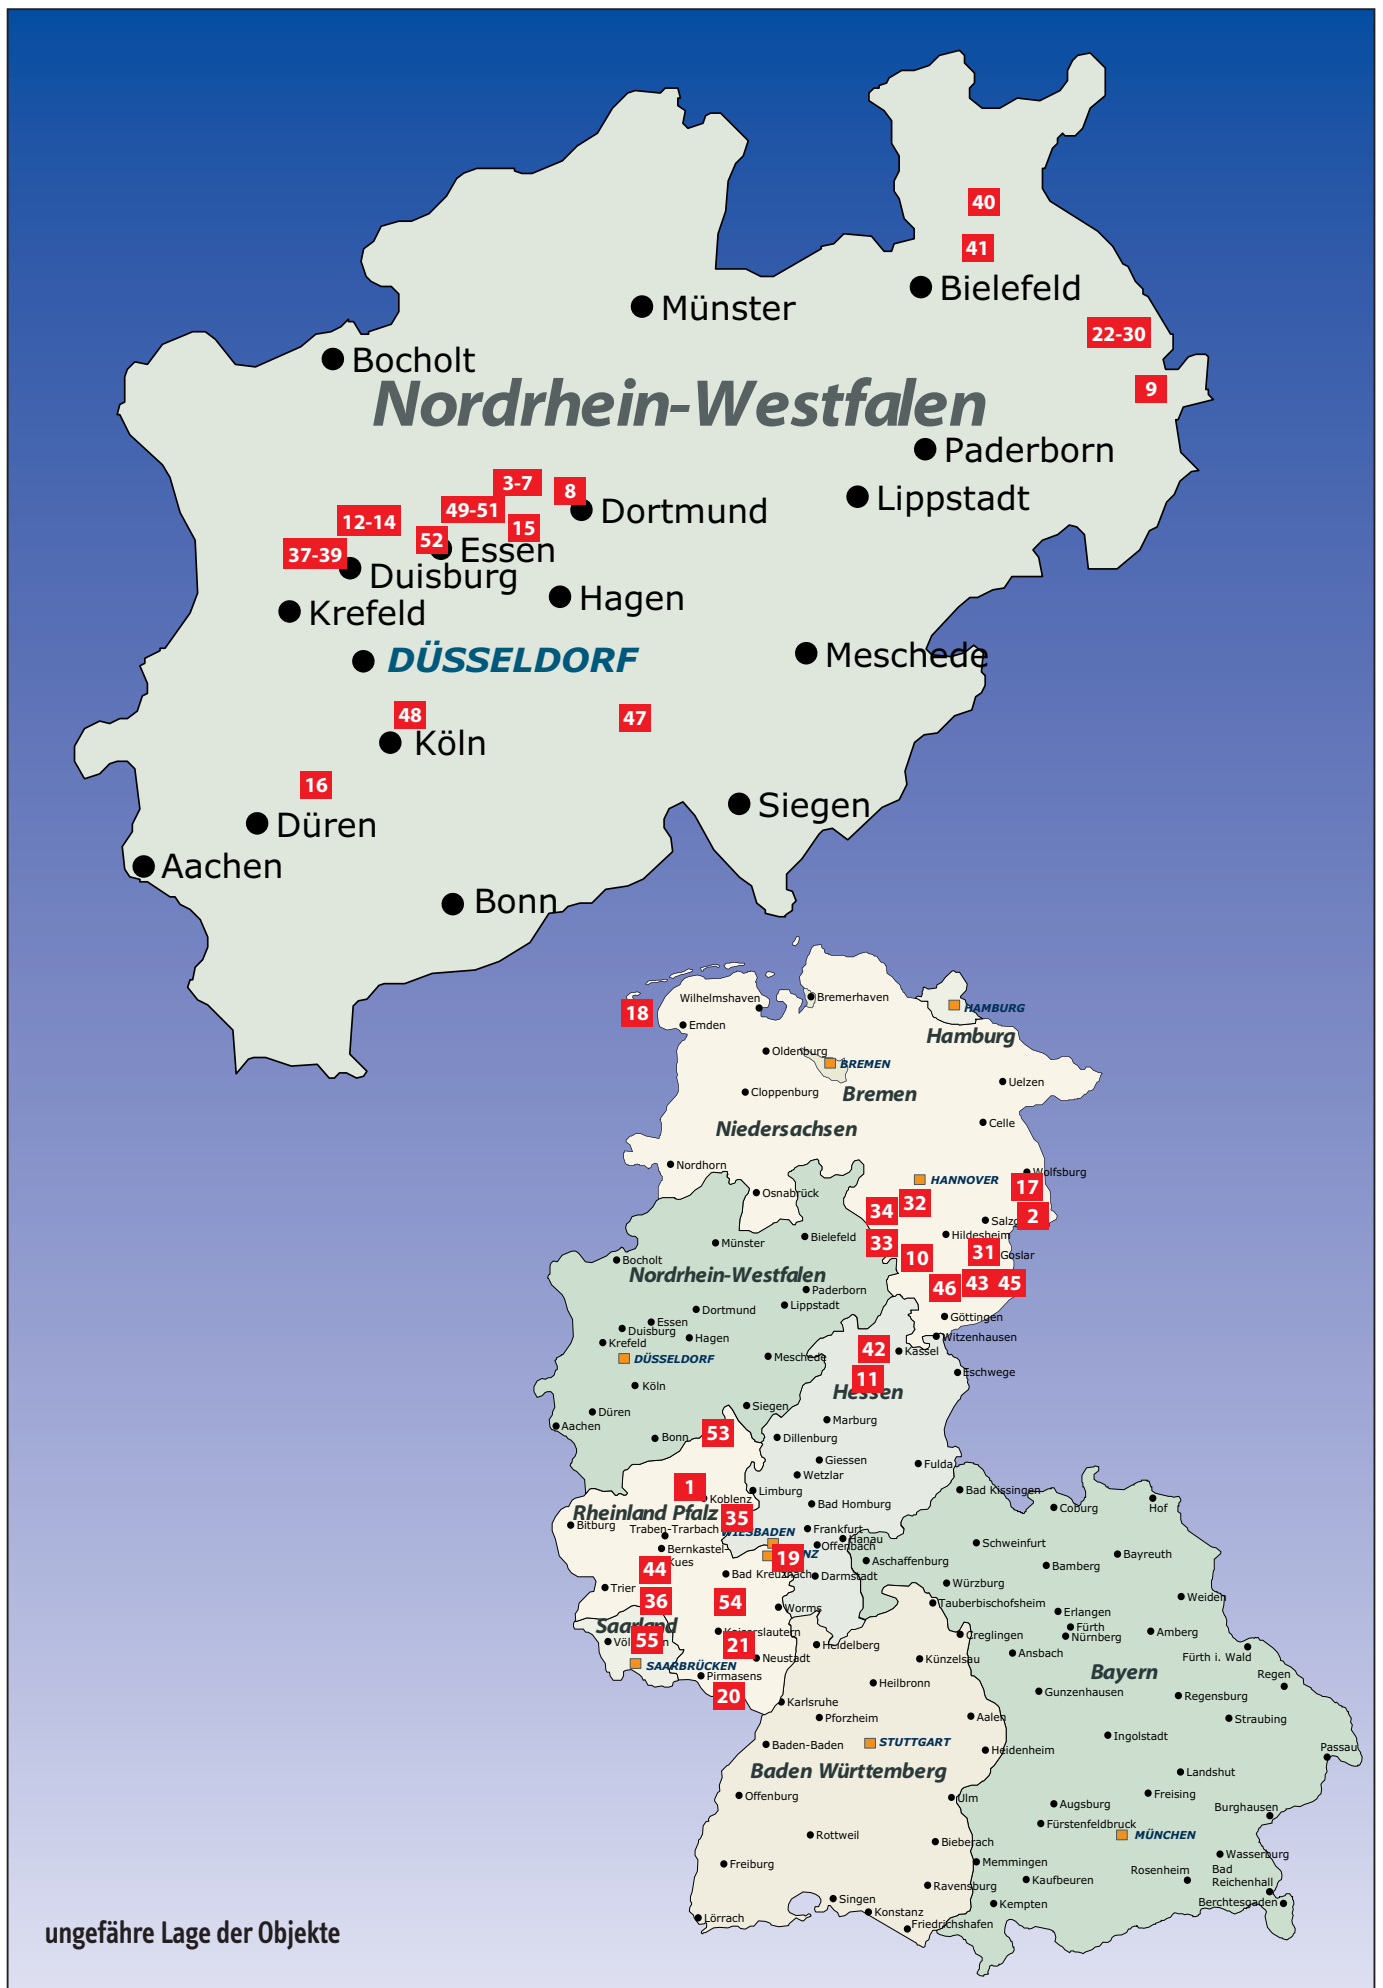 40
41
Bielefeld
Münster
22-30
Bocholt
9
Nordrhein-Westfalen
Paderborn
3-7
8
Lippstadt
49-51
Dortmund
12-14
15
52
Essen
37-39
Duisburg
Hagen
Krefeld
Meschede
DÜSSELDORF
48
47
Köln
16
Siegen
Düren
Aachen
Bonn
Wilhelmshaven
Bremerhaven
18
HAMBURG
Emden
Hamburg
Oldenburg
BREMEN
Uelzen
Cloppenburg
Bremen
Celle
Niedersachsen
Nordhorn
Wolfsburg
HANNOVER
17
Osnabrück
32
34
2
Salzg
Hildesheim
Bielefeld
Münster
33
31
Goslar
10
Bocholt
Nordrhein-Westfalen
43
45
46
Paderborn
Lippstadt
Dortmund
Göttingen
Essen
Duisburg
Hagen
Witzenhausen
Krefeld
42
Kassel
Meschede
DÜSSELDORF
Eschwege
11
Köln
Hessen
Siegen
Düren
Marburg
Aachen
53
Bonn
Dillenburg
Giessen
Fulda
Wetzlar
1
Limburg
Bad Kissingen
Koblenz
Bad Homburg
Coburg
Hof
Rheinland Pfalz
35
Bitburg
Traben-Trarbach
WIESBADEN
Frankfurt
Hanau
Offenbach
Schweinfurt
Bernkastel
Kues
19
NZ
Aschaffenburg
Bayreuth
44
Bad Kreuznach
Darmstadt
Bamberg
Trier
Würzburg
36
54
Worms
Tauberbischofsheim
Weiden
Erlangen
Saarland
Kaiserslautern
Fürth
Creglingen
Nürnberg
Amberg
55
Völ
en
21
Heidelberg
Ansbach
Fürth i. Wald
Neustadt
Künzelsau
SAARBRÜCKEN
Bayern
Regen
Pirmasens
Heilbronn
Gunzenhausen
20
Regensburg
Karlsruhe
Pforzheim
Aalen
Straubing
Ingolstadt
Baden-Baden
STUTTGART
Heidenheim
Passau
Baden Württemberg
Landshut
Offenburg
Ulm
Freising
Augsburg
Burghausen
Fürstenfeldbruck
Rottweil
MÜNCHEN
Bieberach
Wasserburg
Freiburg
Memmingen
Rosenheim
Bad
Reichenhall
Kaufbeuren
Ravensburg
Singen
Kempten
Berchtesgaden
Konstanz
Lörrach
Friedrichshafen
ungefähre Lage der Objekte